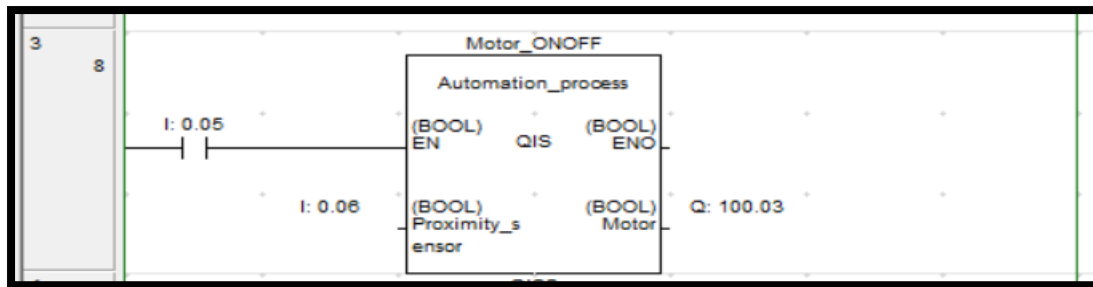 3
8
Motor_ONOFF
Automation_process
I: 0.05
(BOOL) EN
QIS
(BOOL) ENO
I: 0.06
(BOOL) Proximity_s
ensor
(BOOL) Motor
Q: 100.03